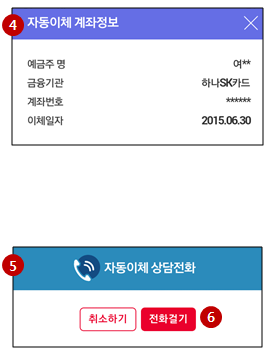 4 자동이체 계좌정보
예금주 명 여**
금융기관 하나SK카드
계좌번호 ******
이체일자 2015.06.30
5 자동이체 상담전화
취소하기 전화걸기 6